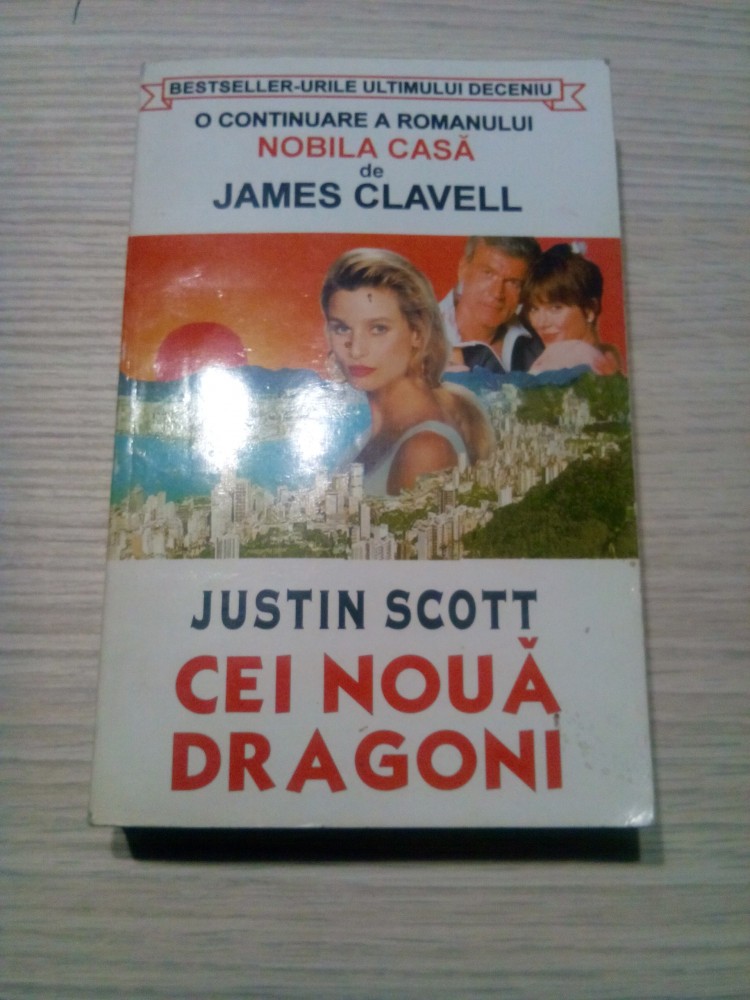 BESTSELLER-URILE ULTIMULUI DECENIU
O CONTINUARE A ROMANULUI
NOBILA CASĂ
de
JAMES CLAVELL
JUSTIN SCOTT
CEI NOUĂ
DRAGONI